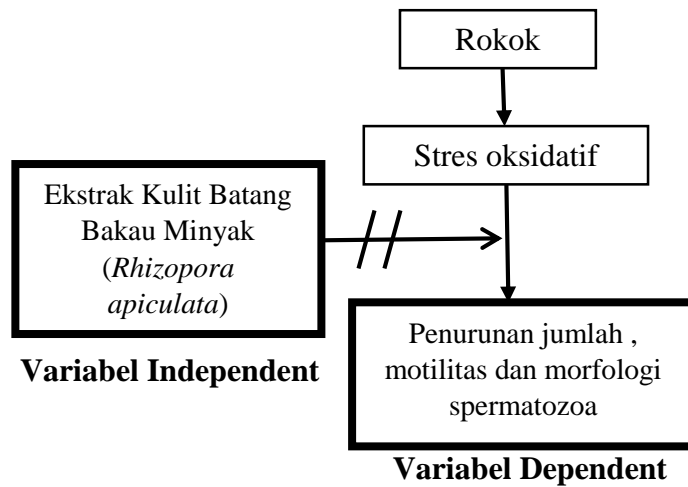 Rokok
Stres oksidatif
Ekstrak Kulit Batang
Bakau Minyak
(Rhizopora
apiculata)
Variabel Independent
Penurunan jumlah ,
motilitas dan morfologi
spermatozoa
Variabel Dependent